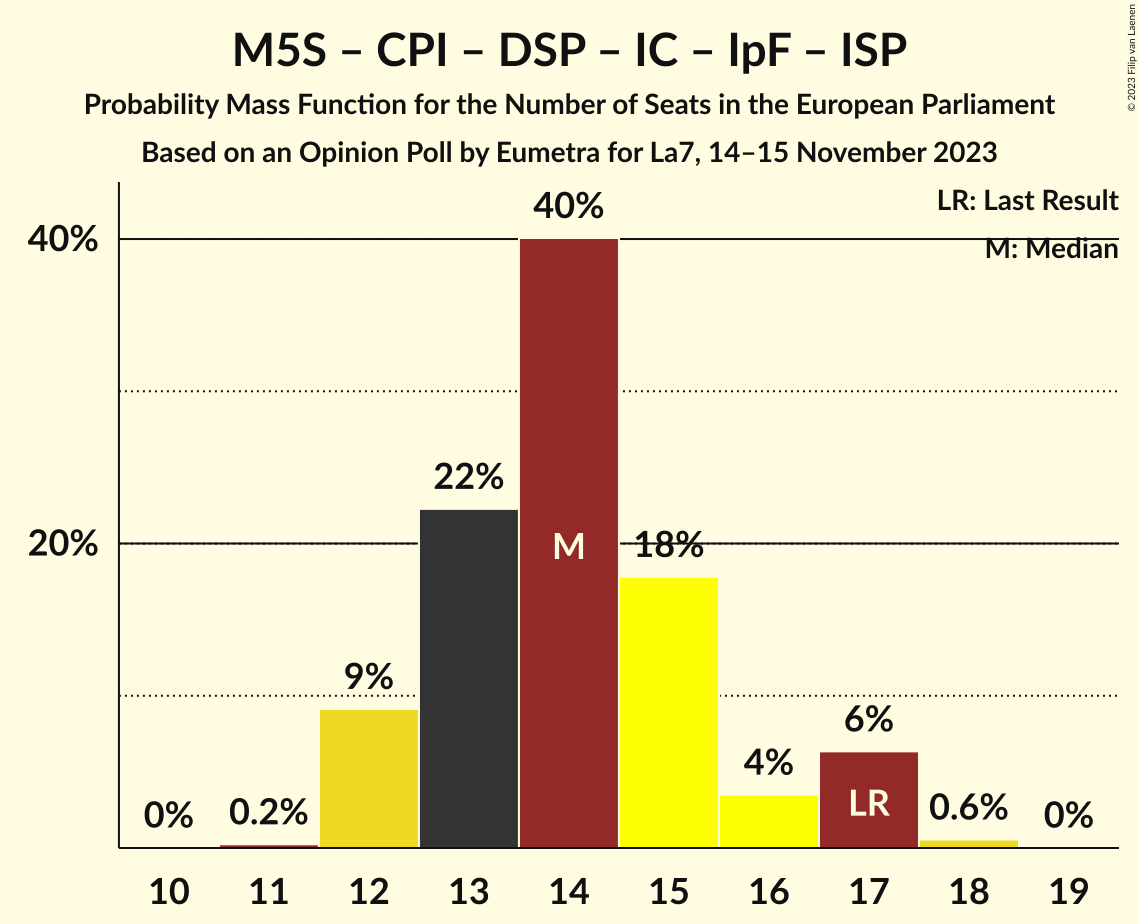 M5S – CPI – DSP – IC – IpF – ISP
Probability Mass Function for the Number of Seats in the European Parliament
Based on an Opinion Poll by Eumetra for La7, 14–15 November 2023
© 2023 Filip van Laenen
LR: Last Result
M: Median
40%
20%
0%
0.2%
9%
22%
40%
M
18%
4%
6%
LR
0.6%
0%
10 11 12 13 14 15 16 17 18 19